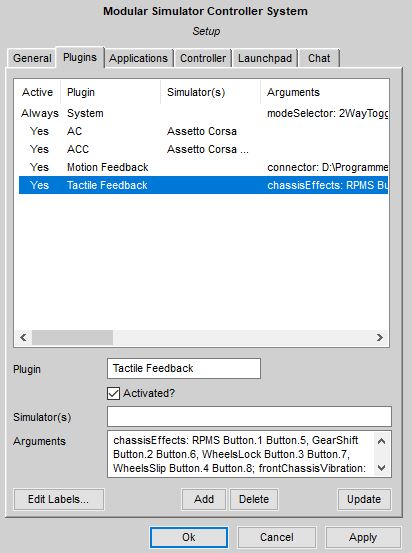 Modular Simulator Controller System
Setup
General Plugins Applications Controller Launchpad Chat
Active Plugin Simulator(s) Arguments
Always System modeSelector: 2WayTogg
Yes AC Assetto Corsa
Yes ACC Assetto Corsa ...
Yes Motion Feedback connector: D:\Programme
Yes Tactile Feedback chassisEffects: RPMS Bu
Plugin Tactile Feedback
Activated?
Simulator(s)
Arguments chassisEffects: RPMS Button.1 Button.5, GearShift
Button.2 Button.6, WheelsLock Button.3 Button.7,
WheelsSlip Button.4 Button.8; frontChassisVibration:
Edit Labels... Add Delete Update
Ok Cancel Apply